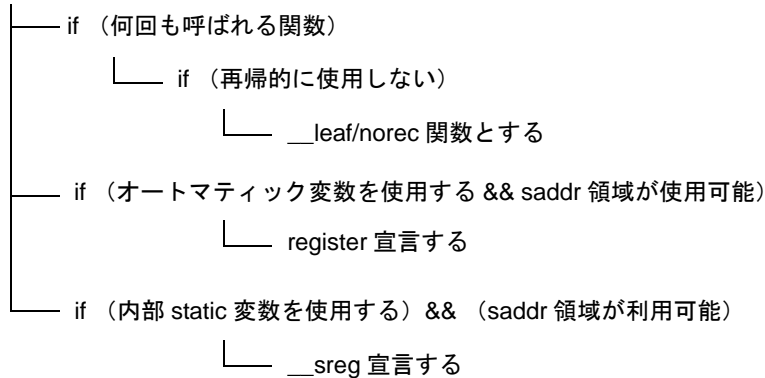 if （何回も呼ばれる関数）
if （再帰的に使用しない）
__leaf/norec 関数とする
if （オートマティック変数を使用する && saddr 領域が使用可能）
register 宣言する
if （内部 static 変数を使用する）&& （saddr 領域が利用可能）
__sreg 宣言する